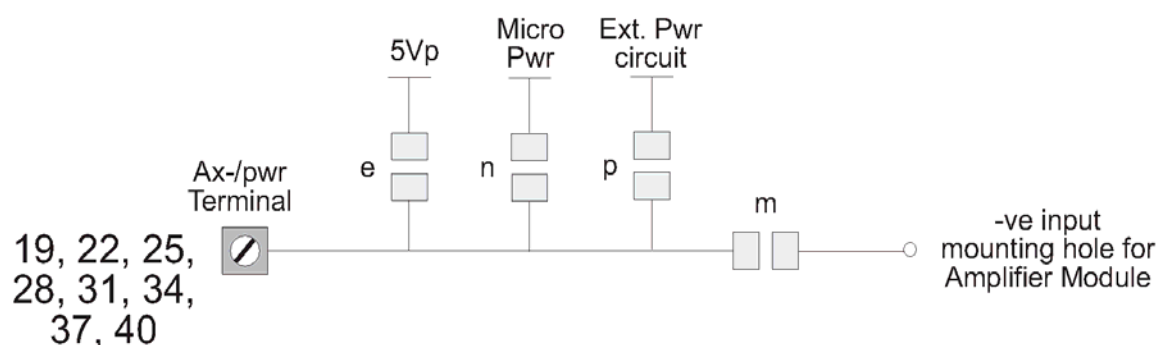 5Vp
Micro
Pwr
Ext. Pwr
circuit
e
n
p
Ax-/pwr
Terminal
m
19, 22, 25,
28, 31, 34,
37, 40
-ve input
mounting hole for
Amplifier Module